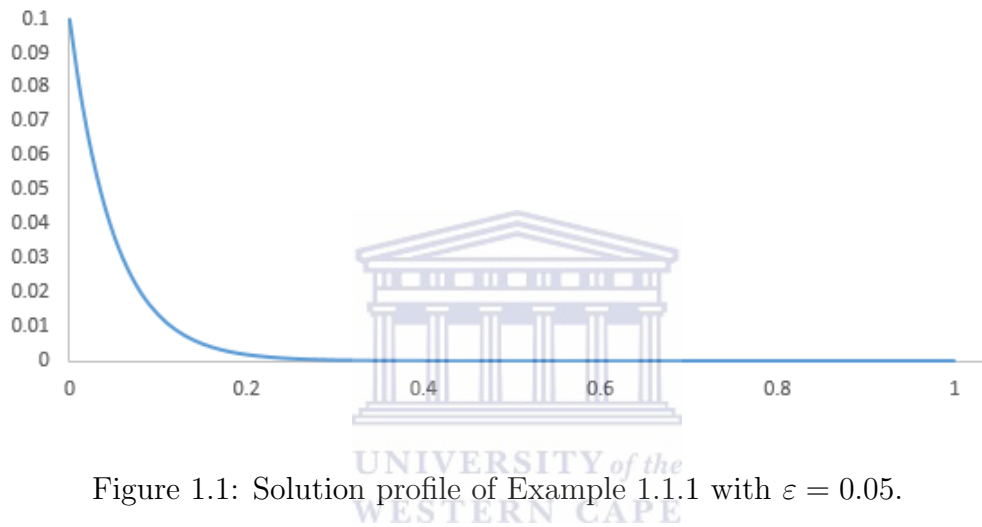 0.1
0.09
0.08
0.07
0.06
0.05
0.04
0.03
0.02
0.01
0
0 0.2 0.4 0.6 0.8 1
UNIVERSITY of the
Figure 1.1: Solution profile of Example 1.1.1 with ε = 0.05.
WESTERN CAPE